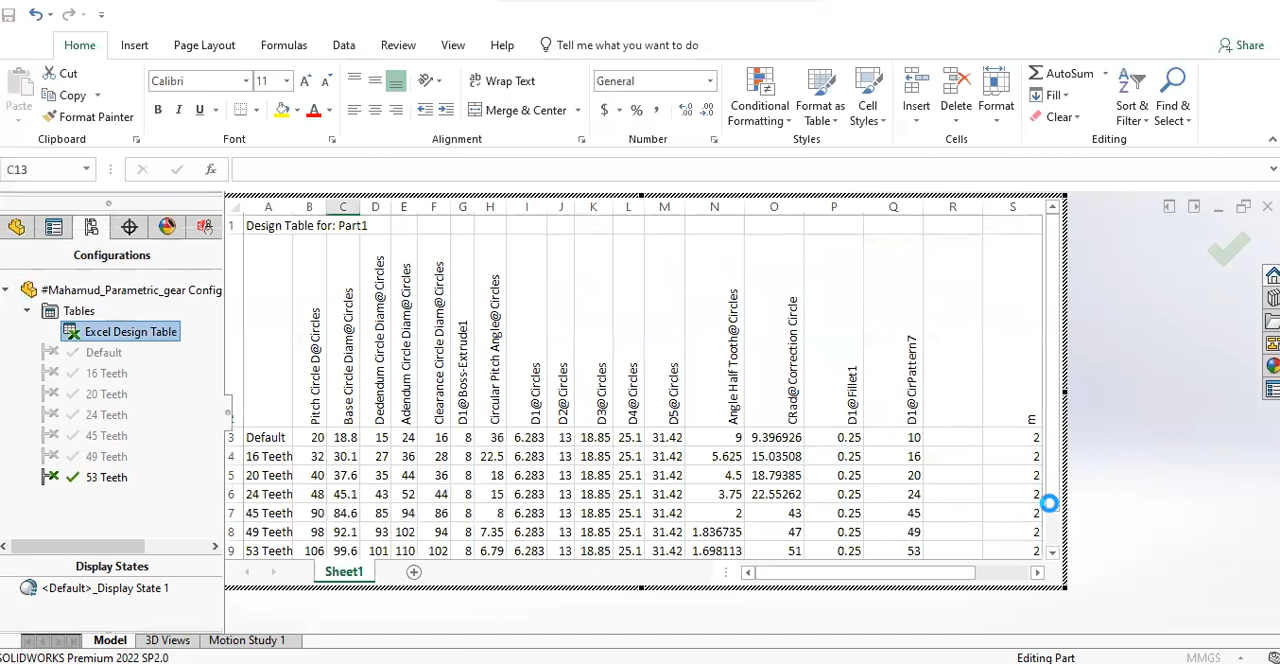 Home Insert Page Layout Formulas Data Review View Help Tell me what you want to do Share
Paste Cut Copy Format Painter
Calibri 11 B I U
Wrap Text Merge & Center
General $ %
Conditional Formatting Format as Table Cell Styles
Insert Delete Format
AutoSum Fill Clear Sort & Filter Find & Select
Clipboard Font Alignment Number Styles Cells Editing
C13 fx
A B C D E F G H I J K L M N O P Q R S
1 Design Table for: Part1
Pitch Circle D@Circles
Base Circle Diam@Circles
Dedendum Circle Diam@Circles
Adendum Circle Diam@Circles
Clearance Circle Diam@Circles
D1@Boss-Extrude1
Circular Pitch Angle@Circles
D1@Circles
D2@Circles
D3@Circles
D4@Circles
D5@Circles
Angle Half Tooth@Circles
CRad@Correction Circle
D1@Fillet1
D1@CirPattern7
m
3 Default 20 18.8 15 24 16 8 36 6.283 13 18.85 25.1 31.42 9 9.396926 0.25 10 2
4 16 Teeth 32 30.1 27 36 28 8 22.5 6.283 13 18.85 25.1 31.42 5.625 15.03508 0.25 16 2
5 20 Teeth 40 37.6 35 44 36 8 18 6.283 13 18.85 25.1 31.42 4.5 18.79385 0.25 20 2
6 24 Teeth 48 45.1 43 52 44 8 15 6.283 13 18.85 25.1 31.42 3.75 22.55262 0.25 24 2
7 45 Teeth 90 84.6 85 94 86 8 8 6.283 13 18.85 25.1 31.42 2 43 0.25 45 2
8 49 Teeth 98 92.1 93 102 94 8 7.35 6.283 13 18.85 25.1 31.42 1.836735 47 0.25 49 2
9 53 Teeth 106 99.6 101 110 102 8 6.79 6.283 13 18.85 25.1 31.42 1.698113 51 0.25 53 2
Sheet1
Configurations
#Mahamud_Parametric_gear Config
Tables
Excel Design Table
Default
16 Teeth
20 Teeth
24 Teeth
45 Teeth
49 Teeth
53 Teeth
Display States
<Default>_Display State 1
Model 3D Views Motion Study 1
SOLIDWORKS Premium 2022 SP2.0 Editing Part MMGS